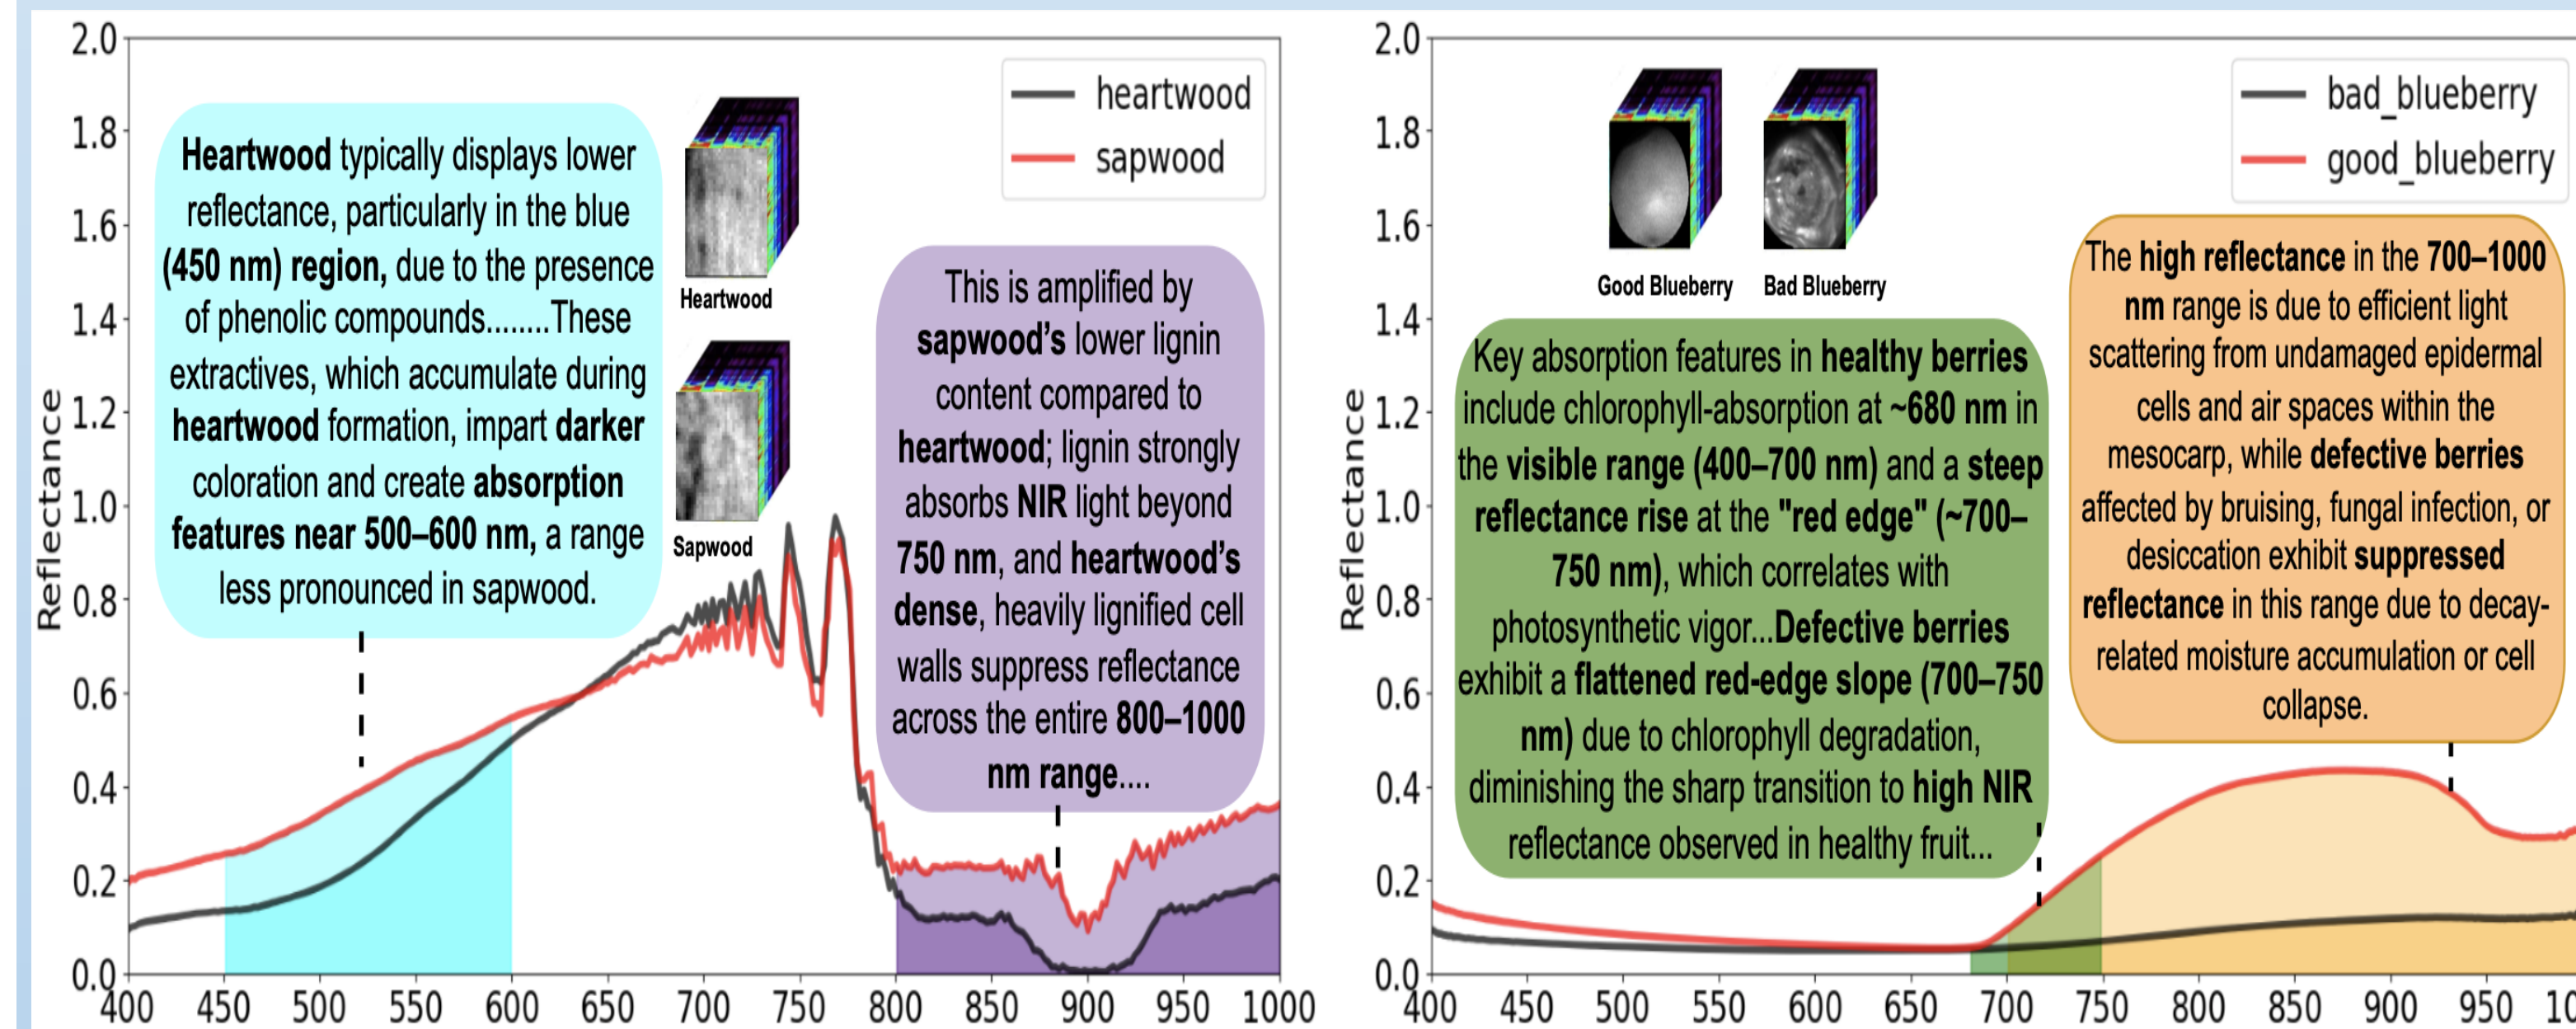 2.0
1.8
1.6
1.4
1.2
1.0
0.8
0.6
0.4
0.2
0.0
Reflectance
400 450 500 550 600 650 700 750 800 850 900 950 1000
heartwood
sapwood
Heartwood typically displays lower
reflectance, particularly in the blue
(450 nm) region, due to the presence
of phenolic compounds........These
extractives, which accumulate during
heartwood formation, impart darker
coloration and create absorption
features near 500–600 nm, a range
less pronounced in sapwood.
Heartwood
Sapwood
This is amplified by
sapwood’s lower lignin
content compared to
heartwood; lignin strongly
absorbs NIR light beyond
750 nm, and heartwood’s
dense, heavily lignified cell
walls suppress reflectance
across the entire 800–1000
nm range....
2.0
1.8
1.6
1.4
1.2
1.0
0.8
0.6
0.4
0.2
0.0
Reflectance
400 450 500 550 600 650 700 750 800 850 900 950
bad_blueberry
good_blueberry
Good Blueberry
Bad Blueberry
Key absorption features in healthy berries
include chlorophyll-absorption at ~680 nm in
the visible range (400–700 nm) and a steep
reflectance rise at the "red edge" (~700–
750 nm), which correlates with
photosynthetic vigor...Defective berries
exhibit a flattened red-edge slope (700–750
nm) due to chlorophyll degradation,
diminishing the sharp transition to high NIR
reflectance observed in healthy fruit...
The high reflectance in the 700–1000
nm range is due to efficient light
scattering from undamaged epidermal
cells and air spaces within the
mesocarp, while defective berries
affected by bruising, fungal infection, or
desiccation exhibit suppressed
reflectance in this range due to decay-
related moisture accumulation or cell
collapse.